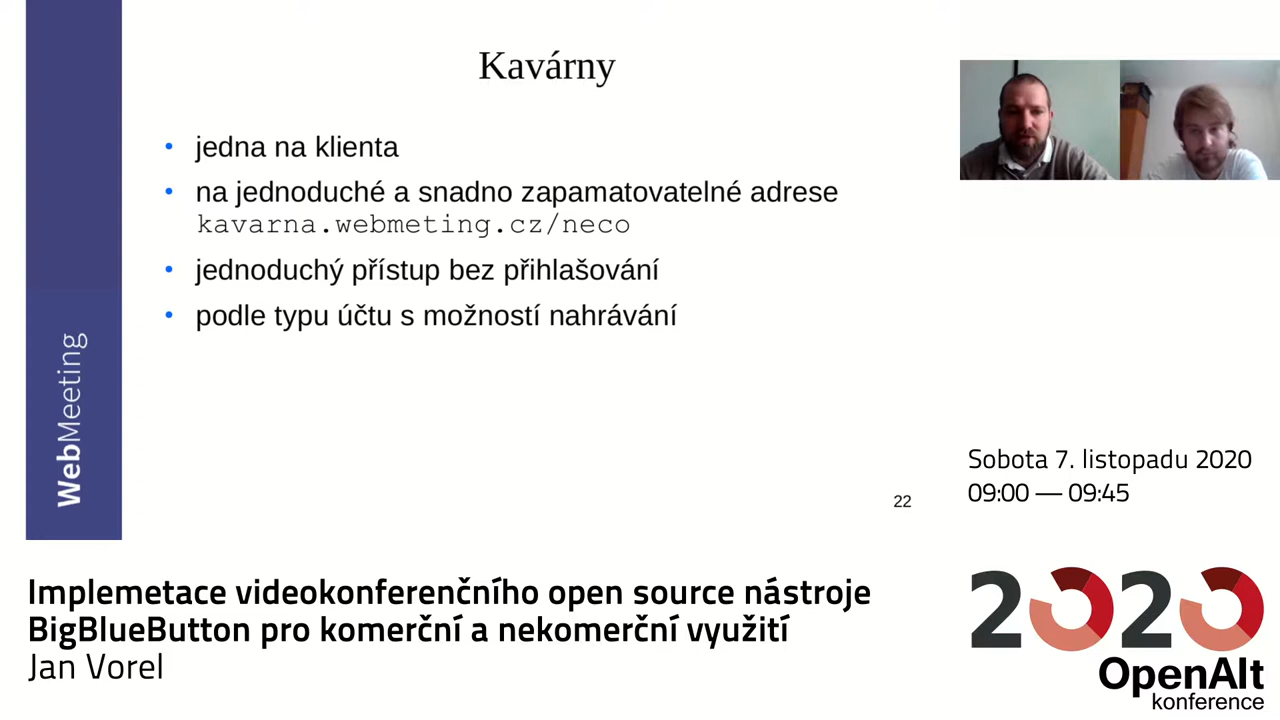 Kavárny
jedna na klienta
na jednoduché a snadno zapamatovatelné adrese
kavarna.webmeting.cz/neco
jednoduchý přístup bez přihlašování
podle typu účtu s možností nahrávání
22
WebMeeting
Sobota 7. listopadu 2020
09:00 — 09:45
Implemetace videokonferenčního open source nástroje
BigBlueButton pro komerční a nekomerční využití
Jan Vorel
2020
OpenAlt
konference